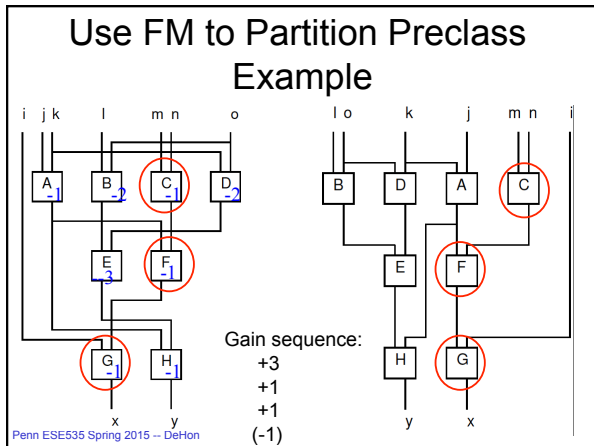 Use FM to Partition Preclass
Example
i j k l m n o
l o k j m n i
A -1 B -2 C -1 D -2
B D A C
E --3 F -1
E F
G -1 H -1
H G
x y
y x
Gain sequence:
+3
+1
+1
(-1)
Penn ESE535 Spring 2015 -- DeHon